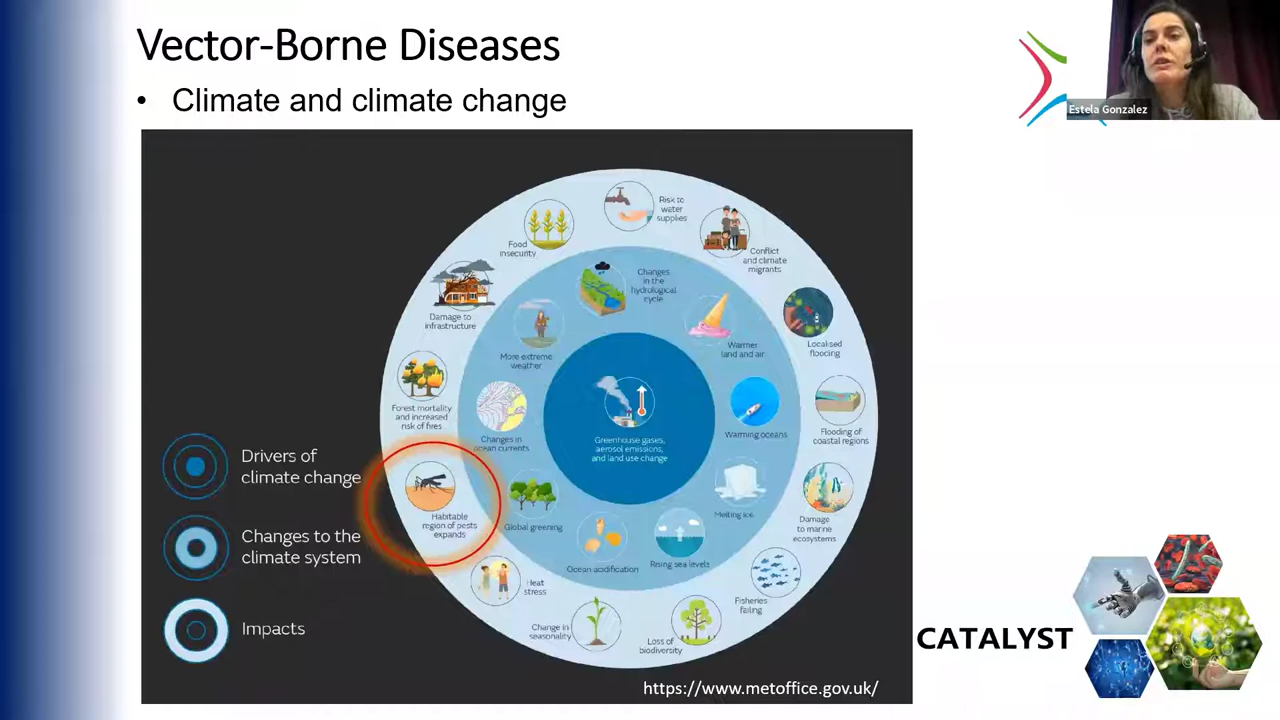 Vector-Borne Diseases
• Climate and climate change
Estela Gonzalez
Risk to
water
supplies
Food
insecurity
Conflict
and climate
migrants
Changes
in the
hydrological
cycle
Damage to
infrastructure
More extreme
weather
Warmer
land and air
Localised
flooding
Forest mortality
and increased
risk of fires
Changes in
ocean currents
Greenhouse gases,
aerosol emissions,
and land use change
Warming oceans
Flooding of
coastal regions
Drivers of
climate change
Habitable
region of pests
expands
Global greening
Melting ice
Damage
to marine
ecosystems
Changes to the
climate system
Ocean acidification
Rising sea levels
Heat
stress
Fisheries
failing
Impacts
Change in
seasonality
Loss of
biodiversity
CATALYST
https://www.metoffice.gov.uk/